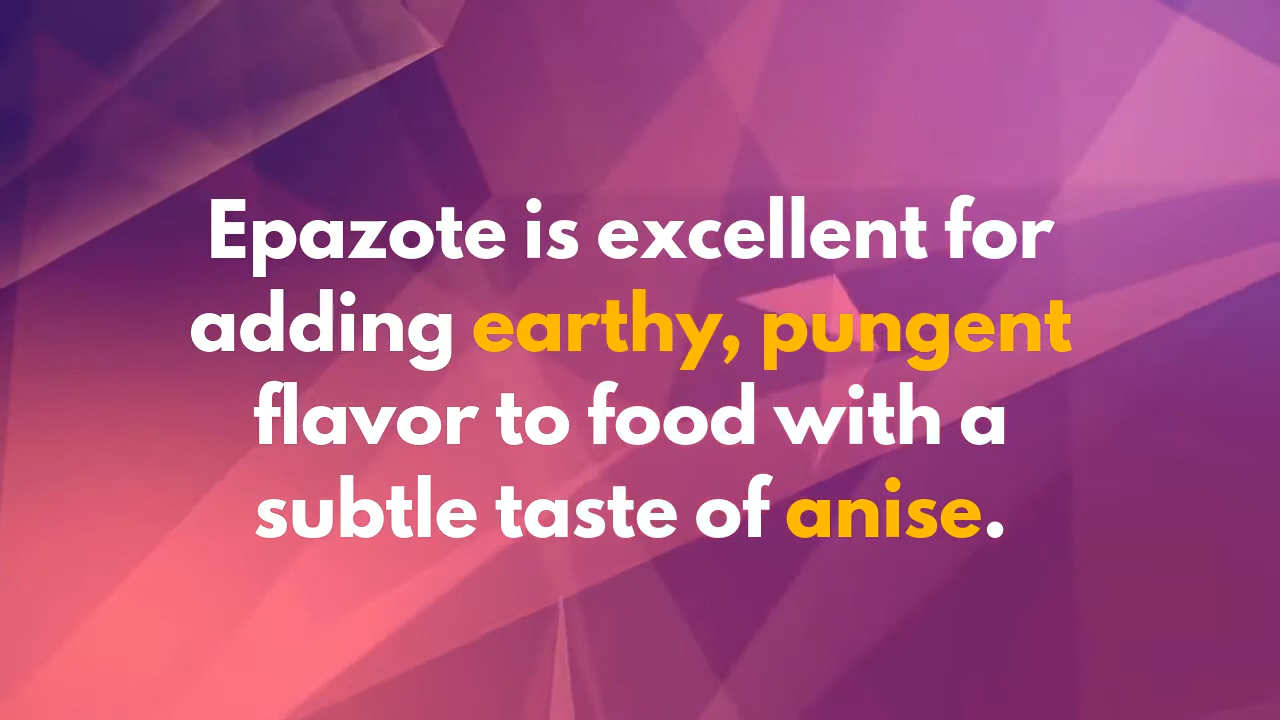 Epazote is excellent for
adding earthy, pungent
flavor to food with a
subtle taste of anise.